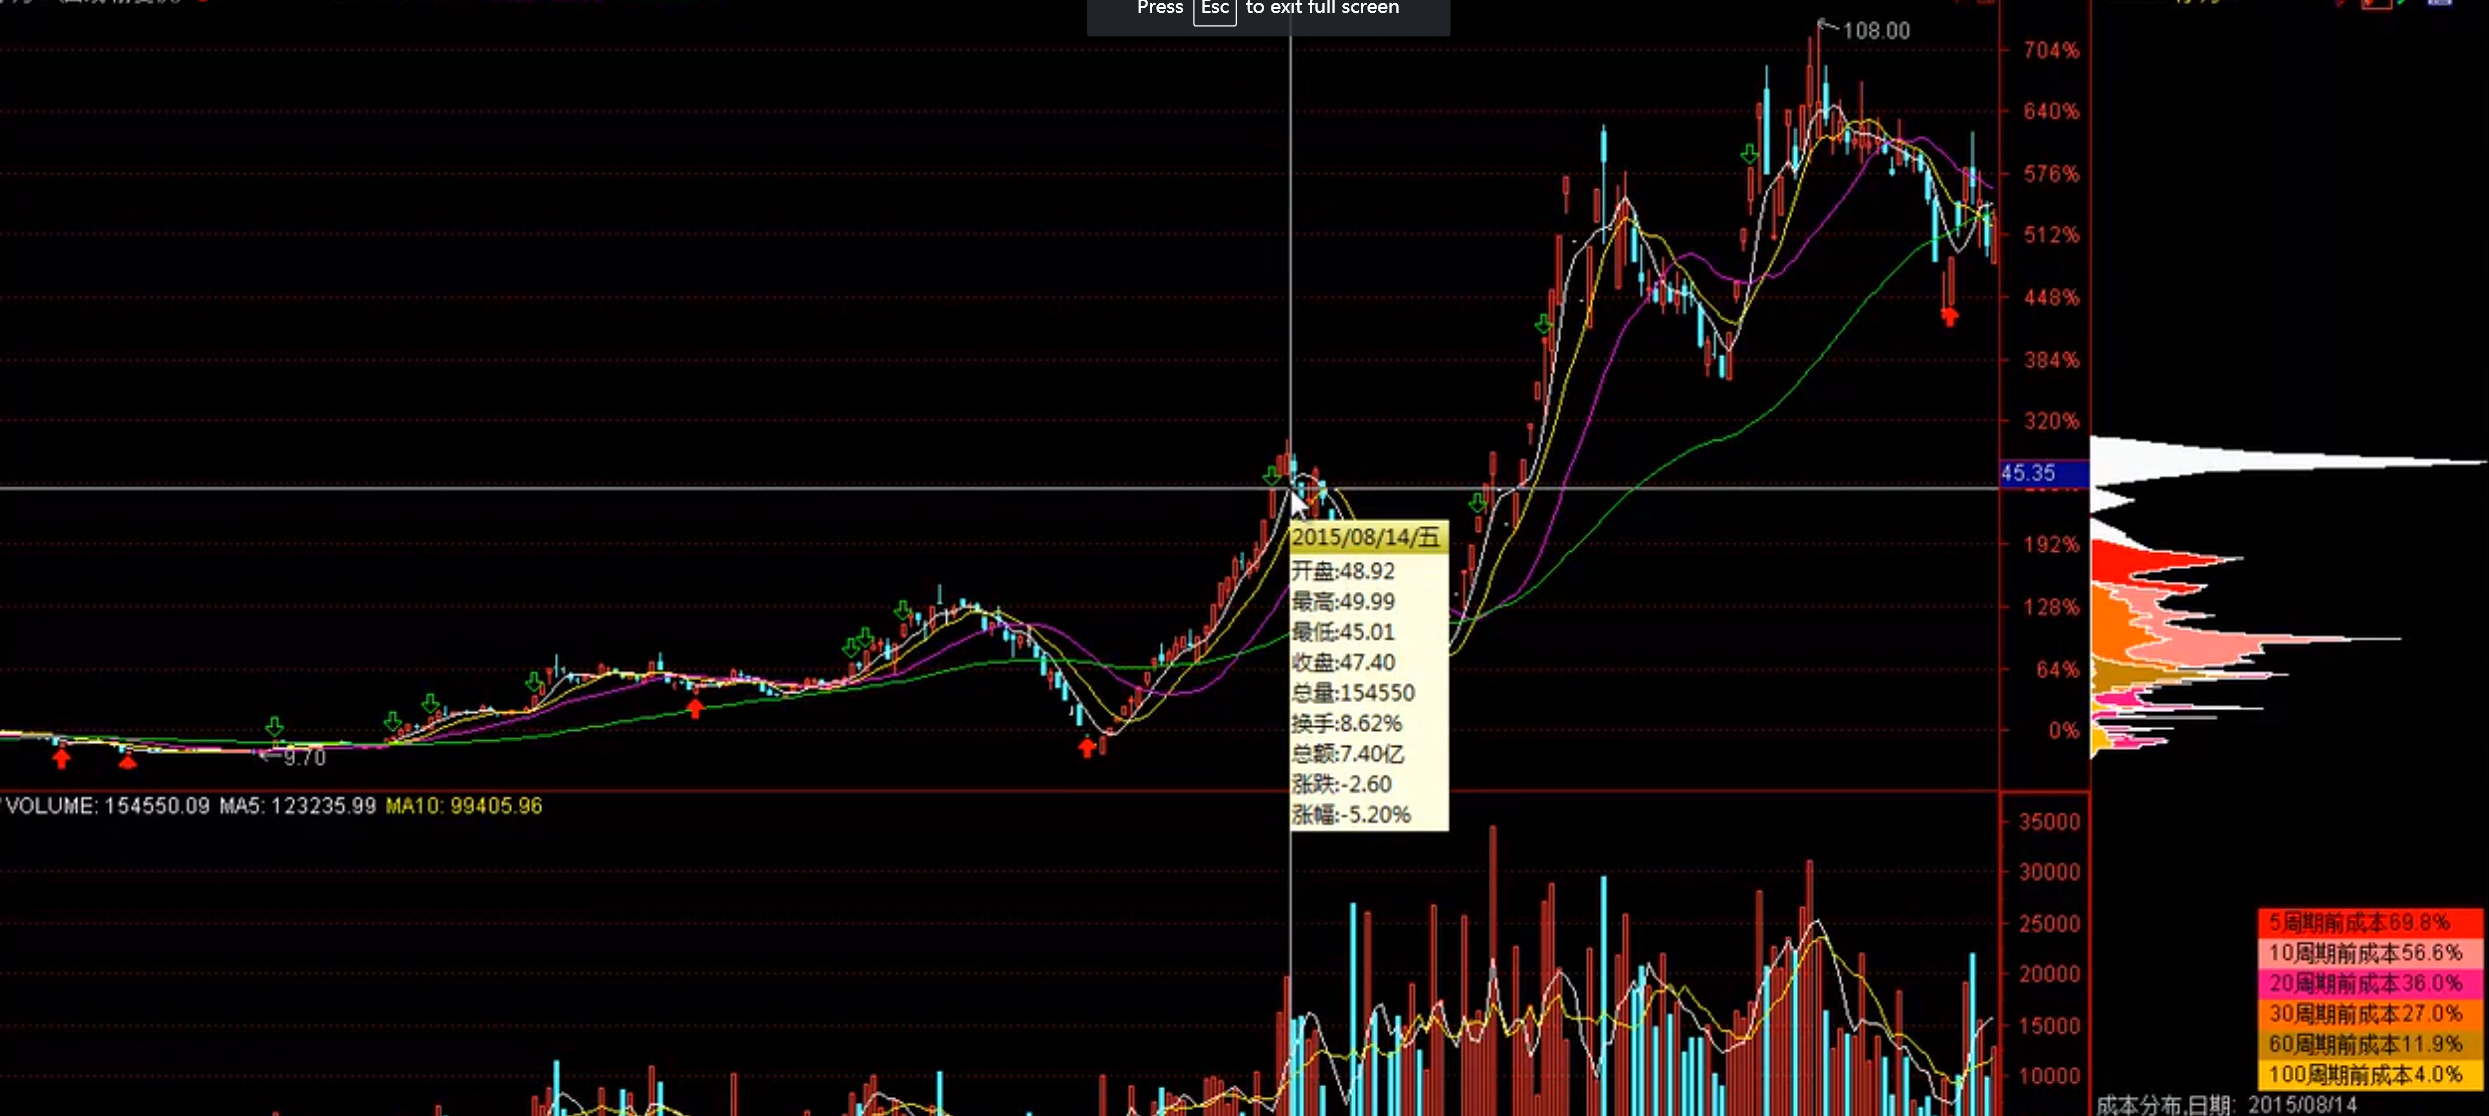 Press Esc to exit full screen
108.00
704%
640%
576%
512%
448%
384%
320%
45.35
192%
128%
64%
0%
9.70
2015/08/14/五
开盘:48.92
最高:49.99
最低:45.01
收盘:47.40
总量:154550
换手:8.62%
总额:7.40亿
涨跌:-2.60
涨幅:-5.20%
VOLUME: 154550.09 MA5: 123235.99 MA10: 99405.96
35000
30000
25000
20000
15000
10000
5周期前成本69.8%
10周期前成本56.6%
20周期前成本36.0%
30周期前成本27.0%
60周期前成本11.9%
100周期前成本4.0%
成本分布,日期: 2015/08/14